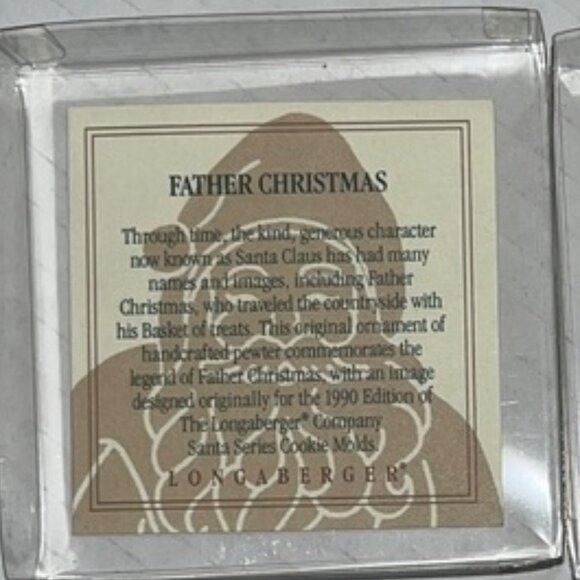 FATHER CHRISTMAS
Through time, the kind, generous character
now known as Santa Claus has had many
names and images, including Father
Christmas, who traveled the countryside with
his Basket of treats. This original ornament of
handcrafted pewter commemorates the
legend of Father Christmas, with an image
designed originally for the 1990 Edition of
The Longaberger® Company
Santa Series Cookie Molds.
LONGABERGER®